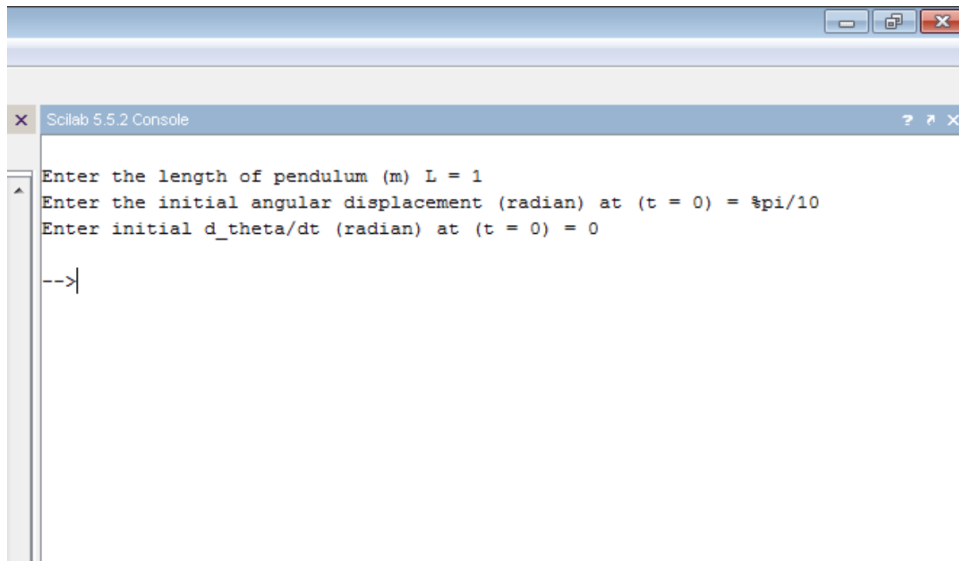 Scilab 5.5.2 Console
Enter the length of pendulum (m) L = 1
Enter the initial angular displacement (radian) at (t = 0) = %pi/10
Enter initial d_theta/dt (radian) at (t = 0) = 0
-->